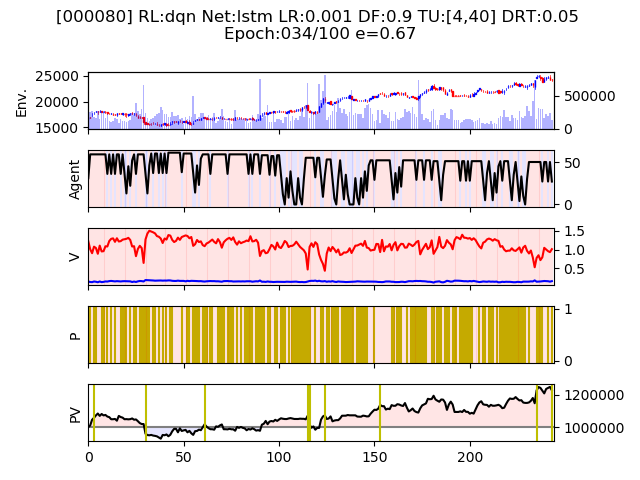 [000080] RL:dqn Net:lstm LR:0.001 DF:0.9 TU:[4,40] DRT:0.05
Epoch:034/100 e=0.67
Env.
25000
20000
15000
500000
0
Agent
50
0
V
1.5
1.0
0.5
P
1
0
PV
1200000
1000000
0 50 100 150 200